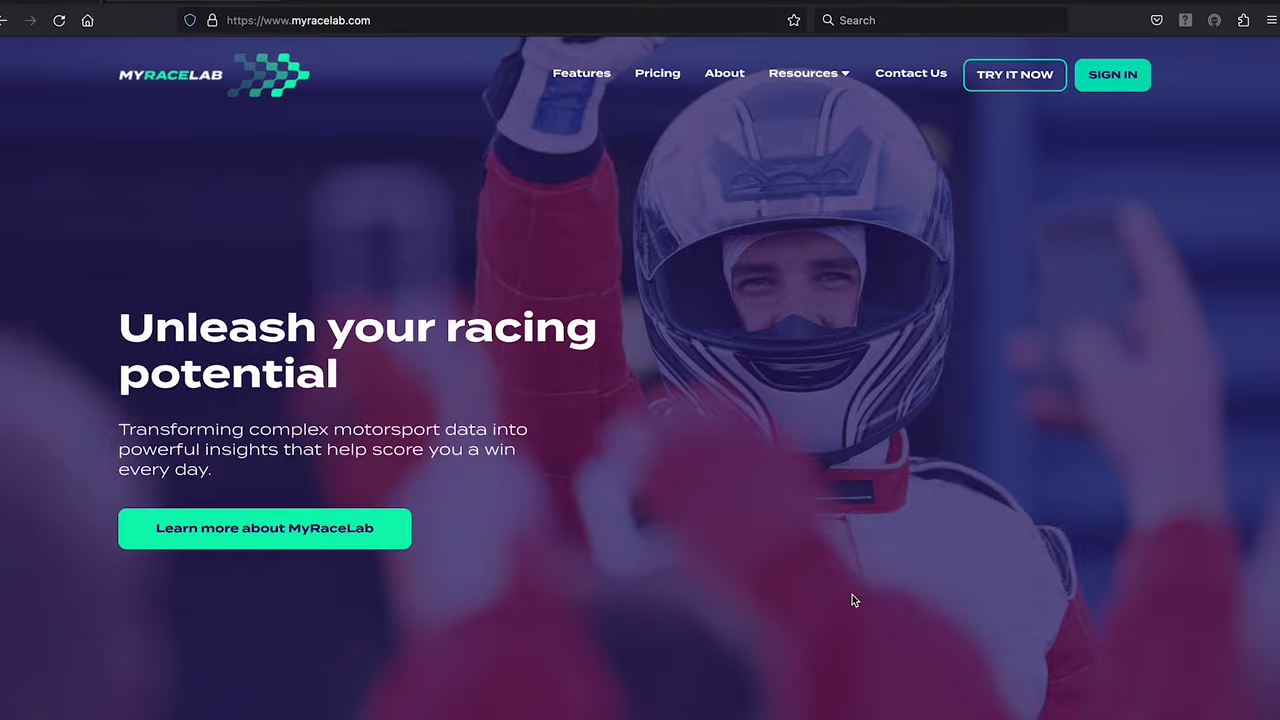 https://www.myracelab.com
Search
MYRACELAB
Features
Pricing
About
Resources
Contact Us
TRY IT NOW
SIGN IN
Unleash your racing
potential
Transforming complex motorsport data into
powerful insights that help score you a win
every day.
Learn more about MyRaceLab